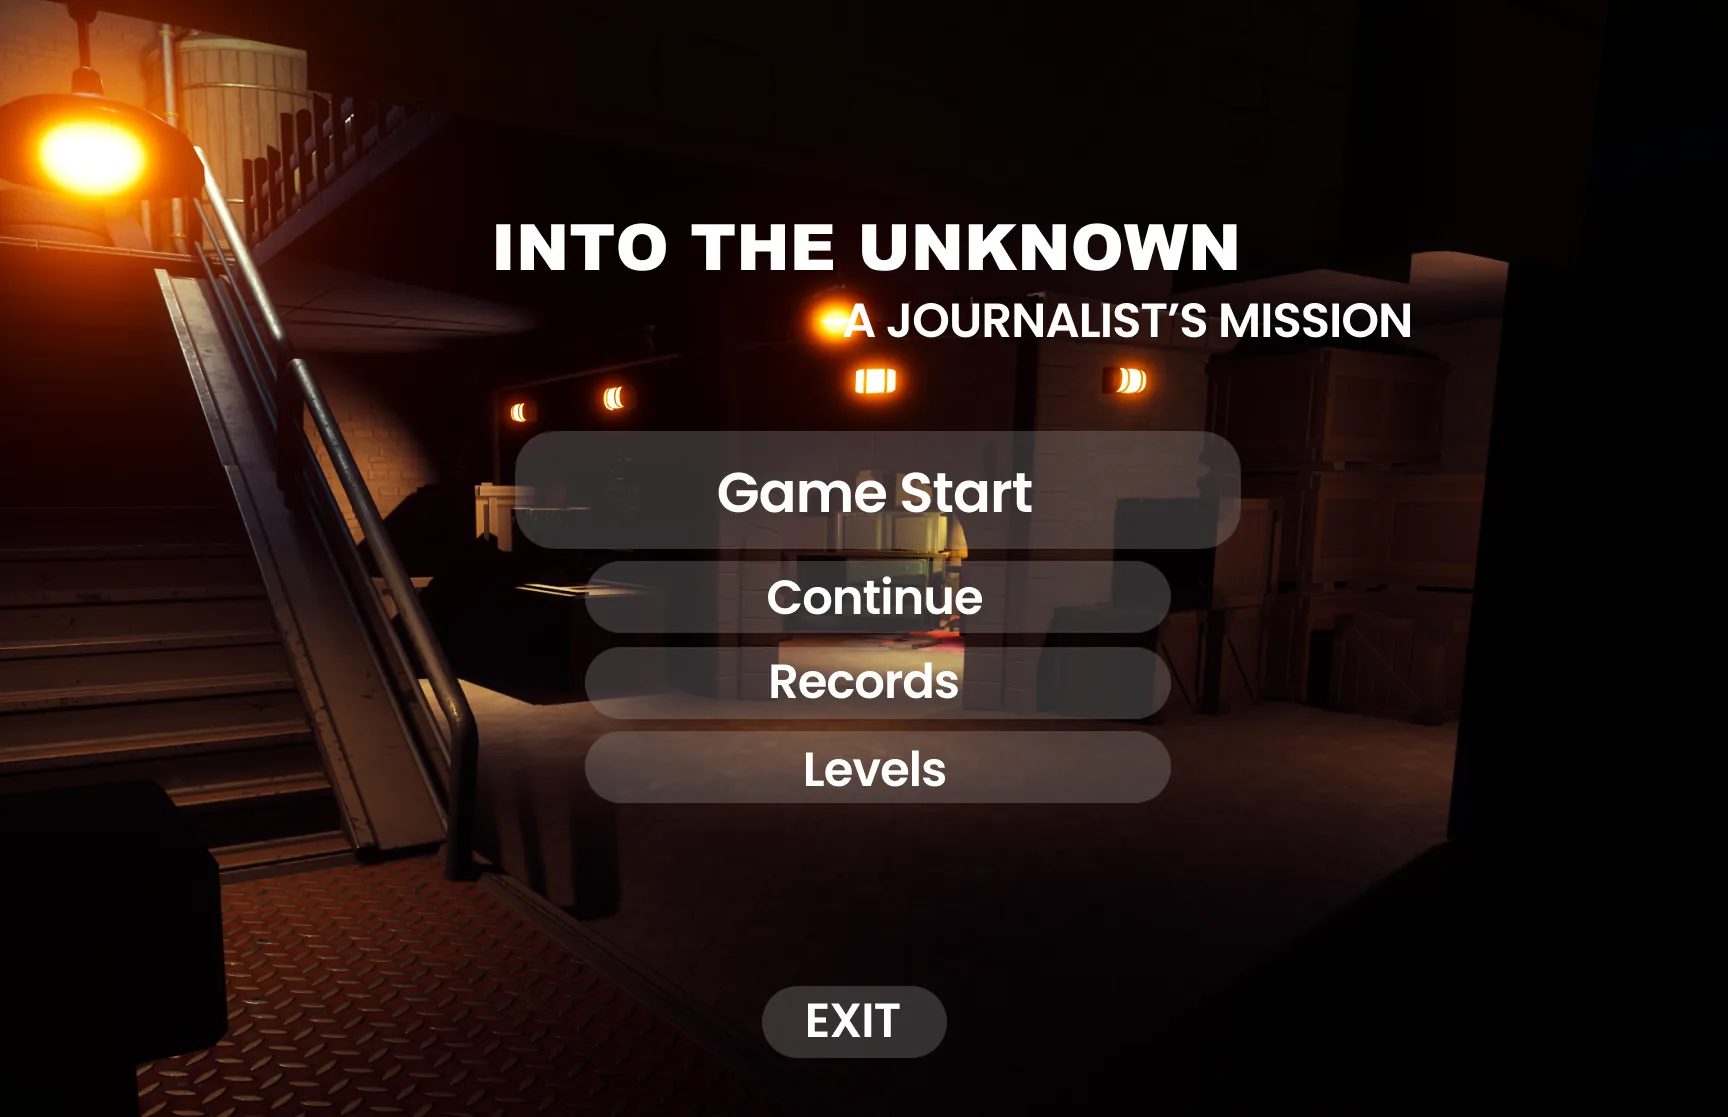 INTO THE UNKNOWN
A JOURNALIST’S MISSION
Game Start
Continue
Records
Levels
EXIT